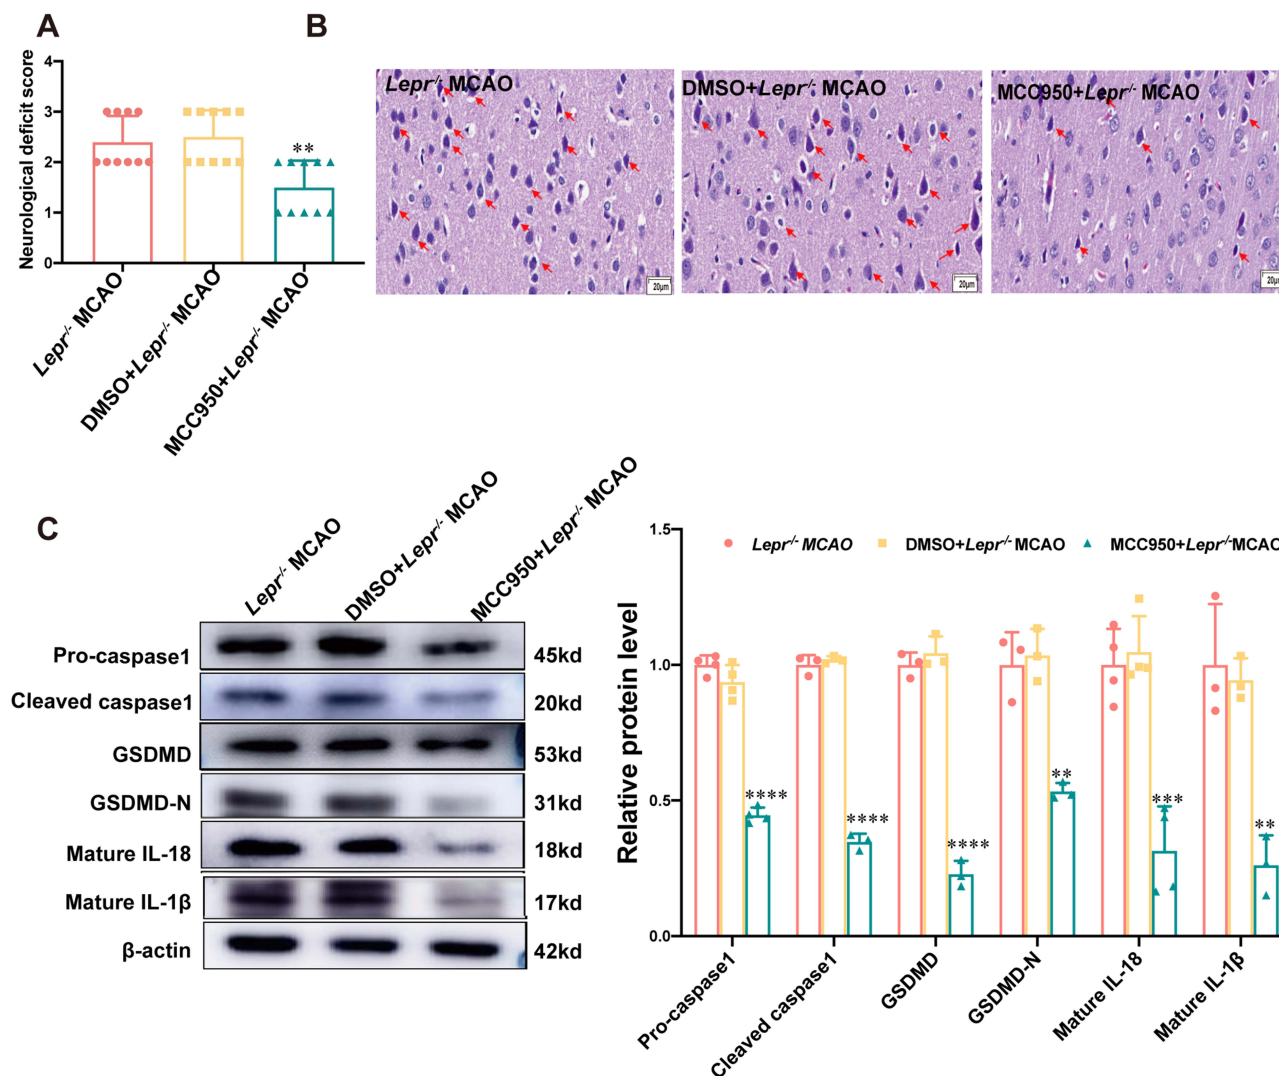 A
B
Neurological deficit score
4
3
2
1
0
**
Lepr-/- MCAO
DMSO+Lepr-/- MCAO
MCC950+Lepr-/- MCAO
Lepr-/- MCAO
DMSO+Lepr-/- MCAO
MCC950+Lepr-/- MCAO
20μm
20μm
20μm
C
Lepr-/- MCAO
DMSO+Lepr-/- MCAO
MCC950+Lepr-/- MCAO
Pro-caspase1 45kd
Cleaved caspase1 20kd
GSDMD 53kd
GSDMD-N 31kd
Mature IL-18 18kd
Mature IL-1β 17kd
β-actin 42kd
Relative protein level
1.5
1.0
0.5
0.0
Lepr-/- MCAO DMSO+Lepr-/- MCAO MCC950+Lepr-/-MCAO
****
****
****
**
***
**
Pro-caspase1
Cleaved caspase1
GSDMD
GSDMD-N
Mature IL-18
Mature IL-1β